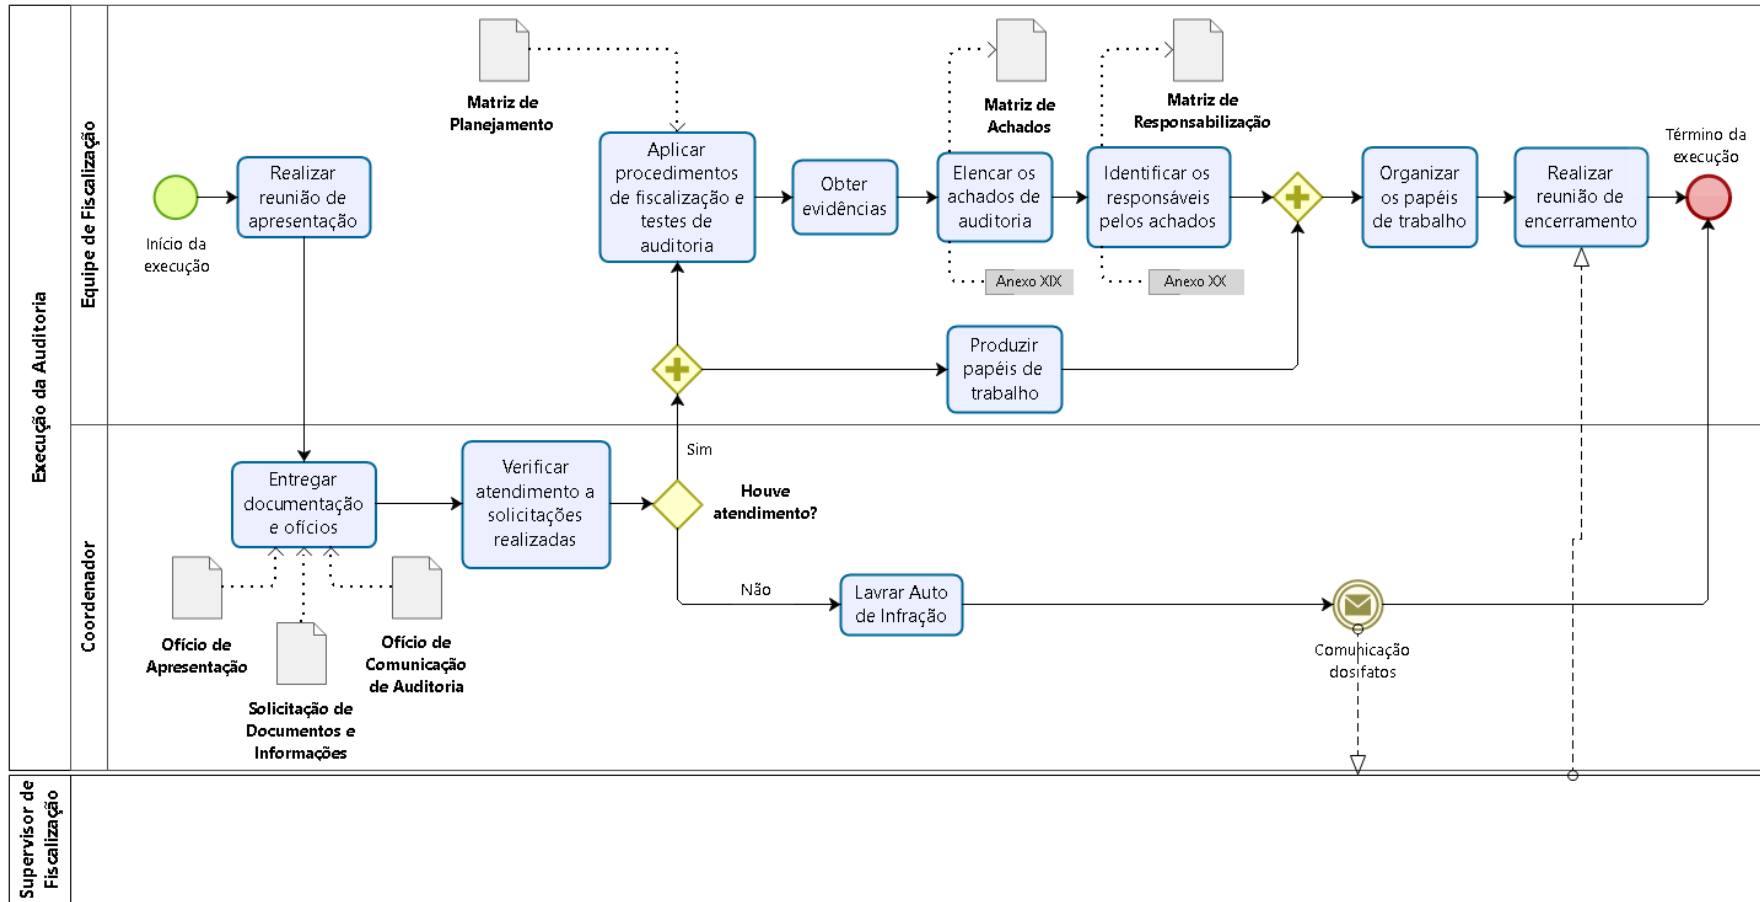 Execução da Auditoria
Equipe de Fiscalização
Matriz de
Planejamento
Matriz de
Achados
Matriz de
Responsabilização
Término da
execução
Início da
execução
Realizar
reunião de
apresentação
Aplicar
procedimentos
de fiscalização e
testes de
auditoria
Obter
evidências
Elencar os
achados de
auditoria
Identificar os
responsáveis
pelos achados
Organizar
os papéis
de trabalho
Realizar
reunião de
encerramento
Anexo XIX
Anexo XX
Produzir
papéis de
trabalho
Coordenador
Entregar
documentação
e ofícios
Verificar
atendimento a
solicitações
realizadas
Sim
Houve
atendimento?
Não
Lavrar Auto
de Infração
Comunicação
dos fatos
Ofício de
Apresentação
Solicitação de
Documentos e
Informações
Ofício de
Comunicação
de Auditoria
Supervisor de
Fiscalização